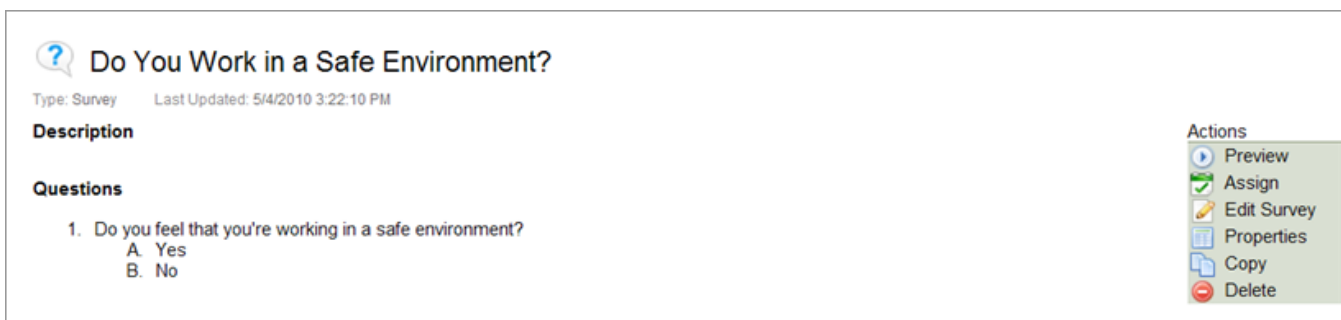 Do You Work in a Safe Environment?
Type: Survey Last Updated: 5/4/2010 3:22:10 PM
Description
Questions
1. Do you feel that you're working in a safe environment?
A. Yes
B. No
Actions
Preview
Assign
Edit Survey
Properties
Copy
Delete